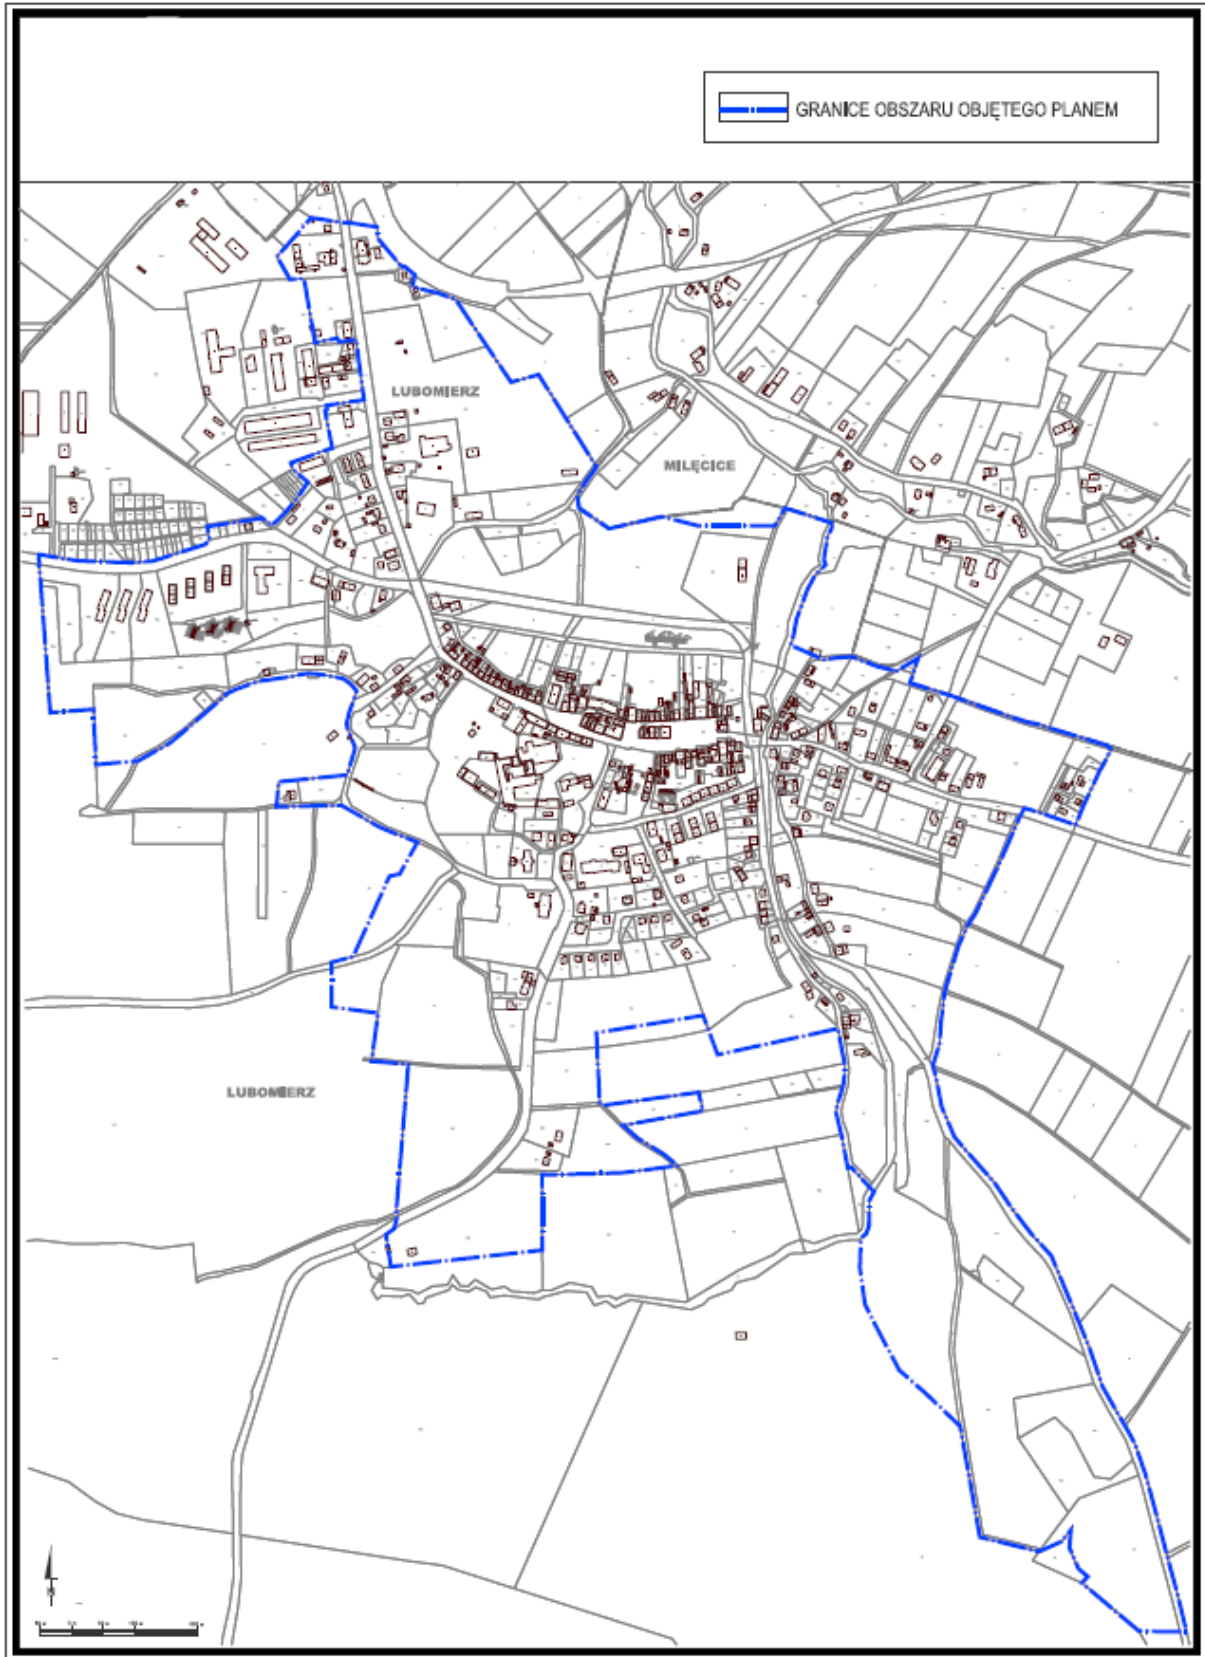 GRANICE OBSZARU OBJĘTEGO PLANEM
LUBOMIERZ
MILĘCICE
LUBOMIERZ
N